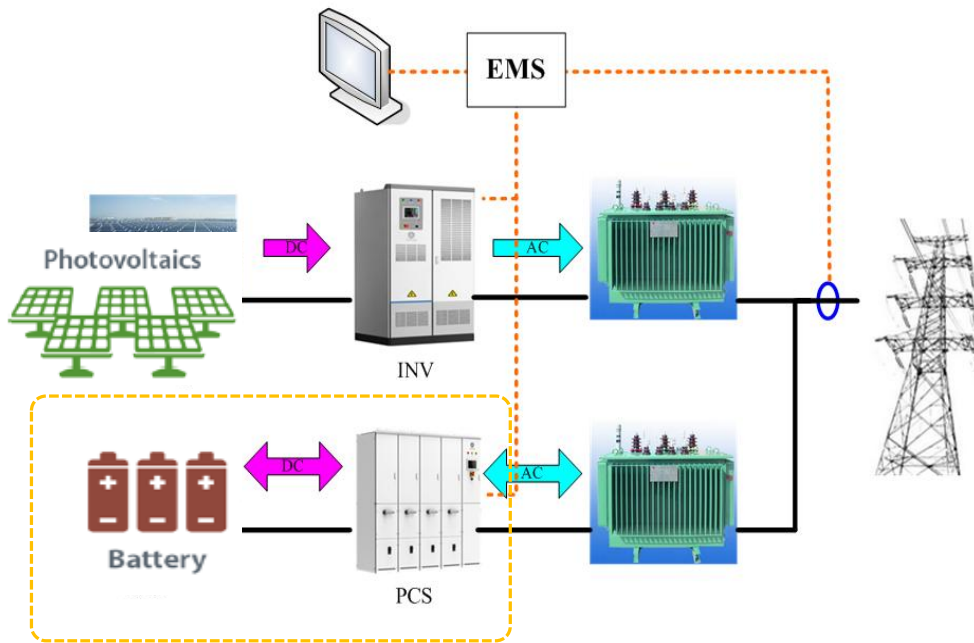 EMS
Photovoltaics
DC
AC
INV
DC
AC
Battery
PCS